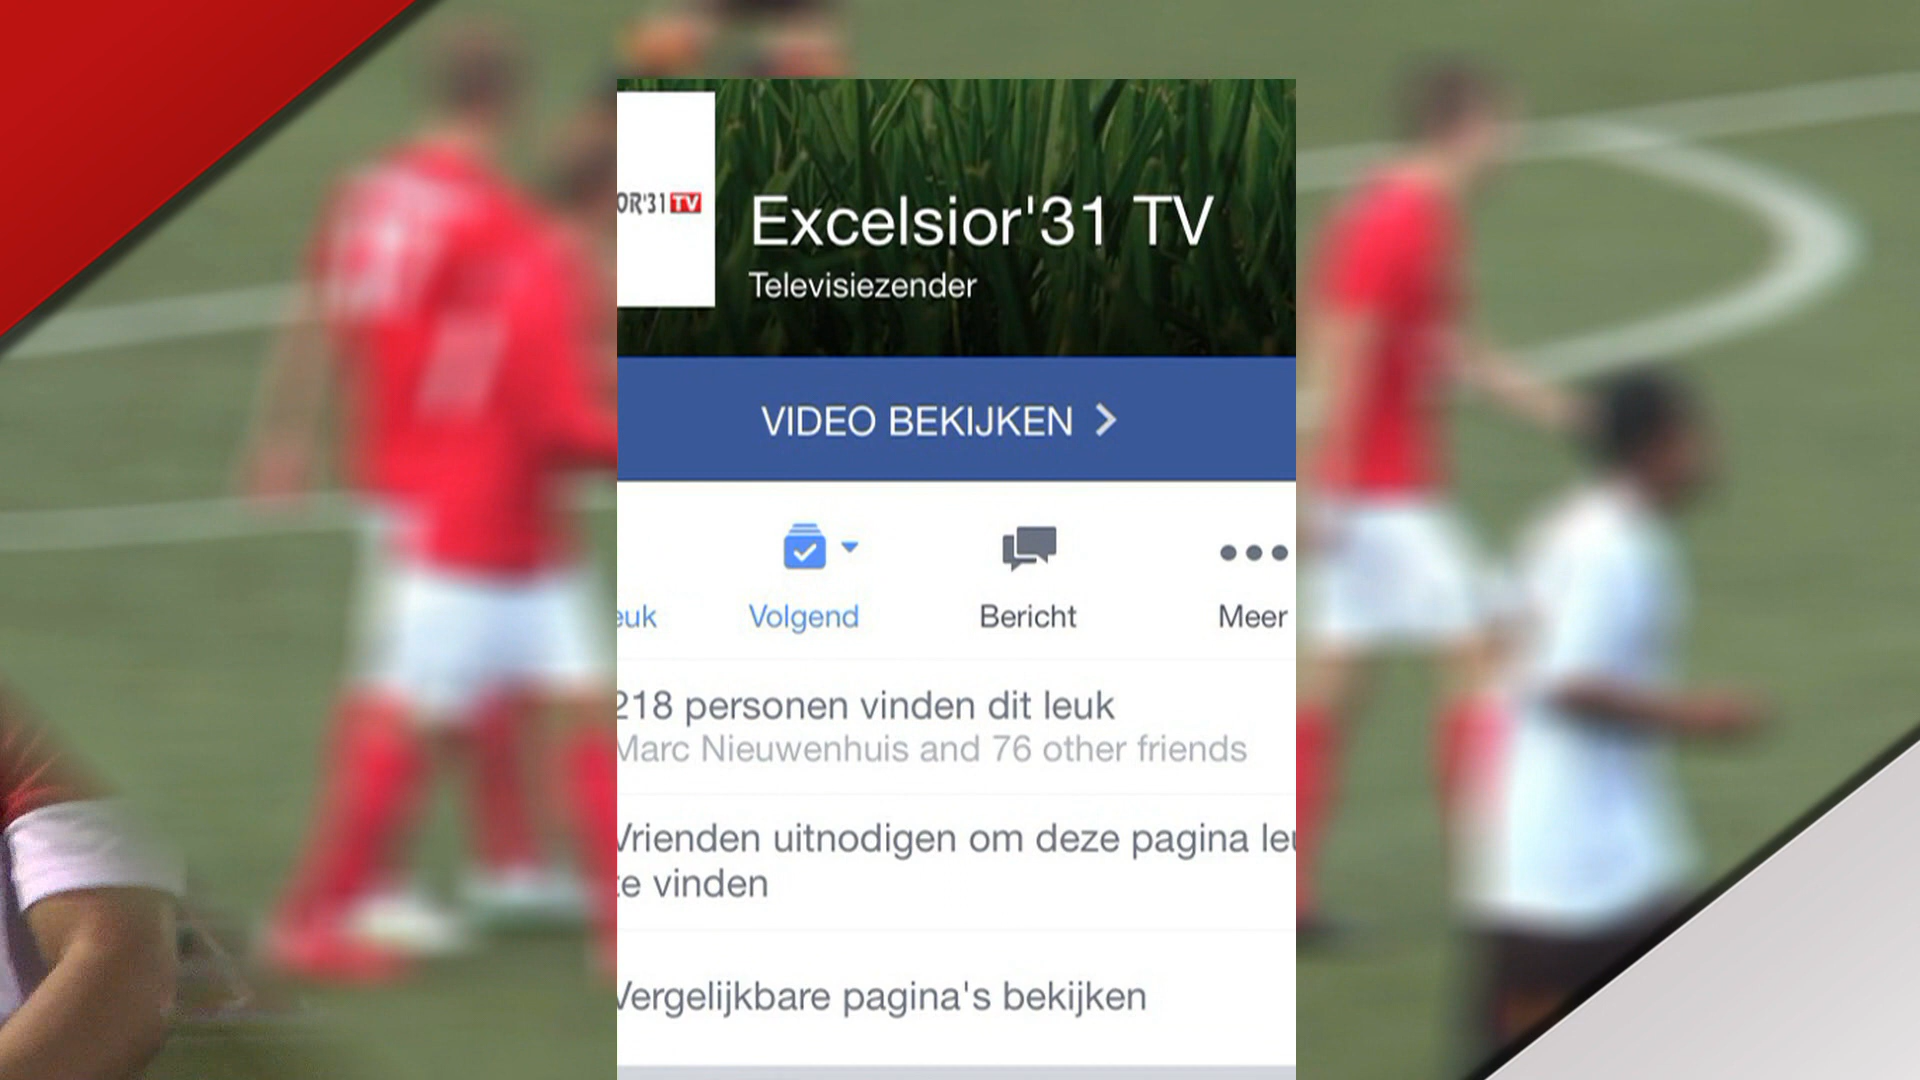 OR'31 TV
Excelsior'31 TV
Televisiezender
VIDEO BEKIJKEN
euk
Volgend
Bericht
Meer
218 personen vinden dit leuk
Marc Nieuwenhuis and 76 other friends
Vrienden uitnodigen om deze pagina leu
te vinden
Vergelijkbare pagina's bekijken